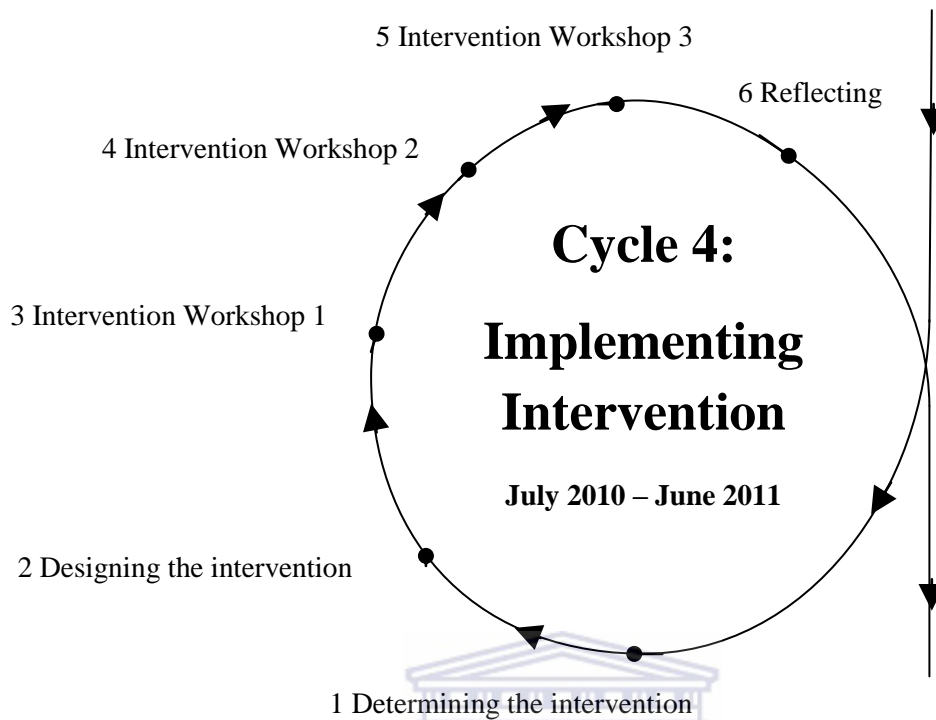 5 Intervention Workshop 3
6 Reflecting
4 Intervention Workshop 2
Cycle 4:
3 Intervention Workshop 1
Implementing
Intervention
July 2010 – June 2011
2 Designing the intervention
1 Determining the intervention